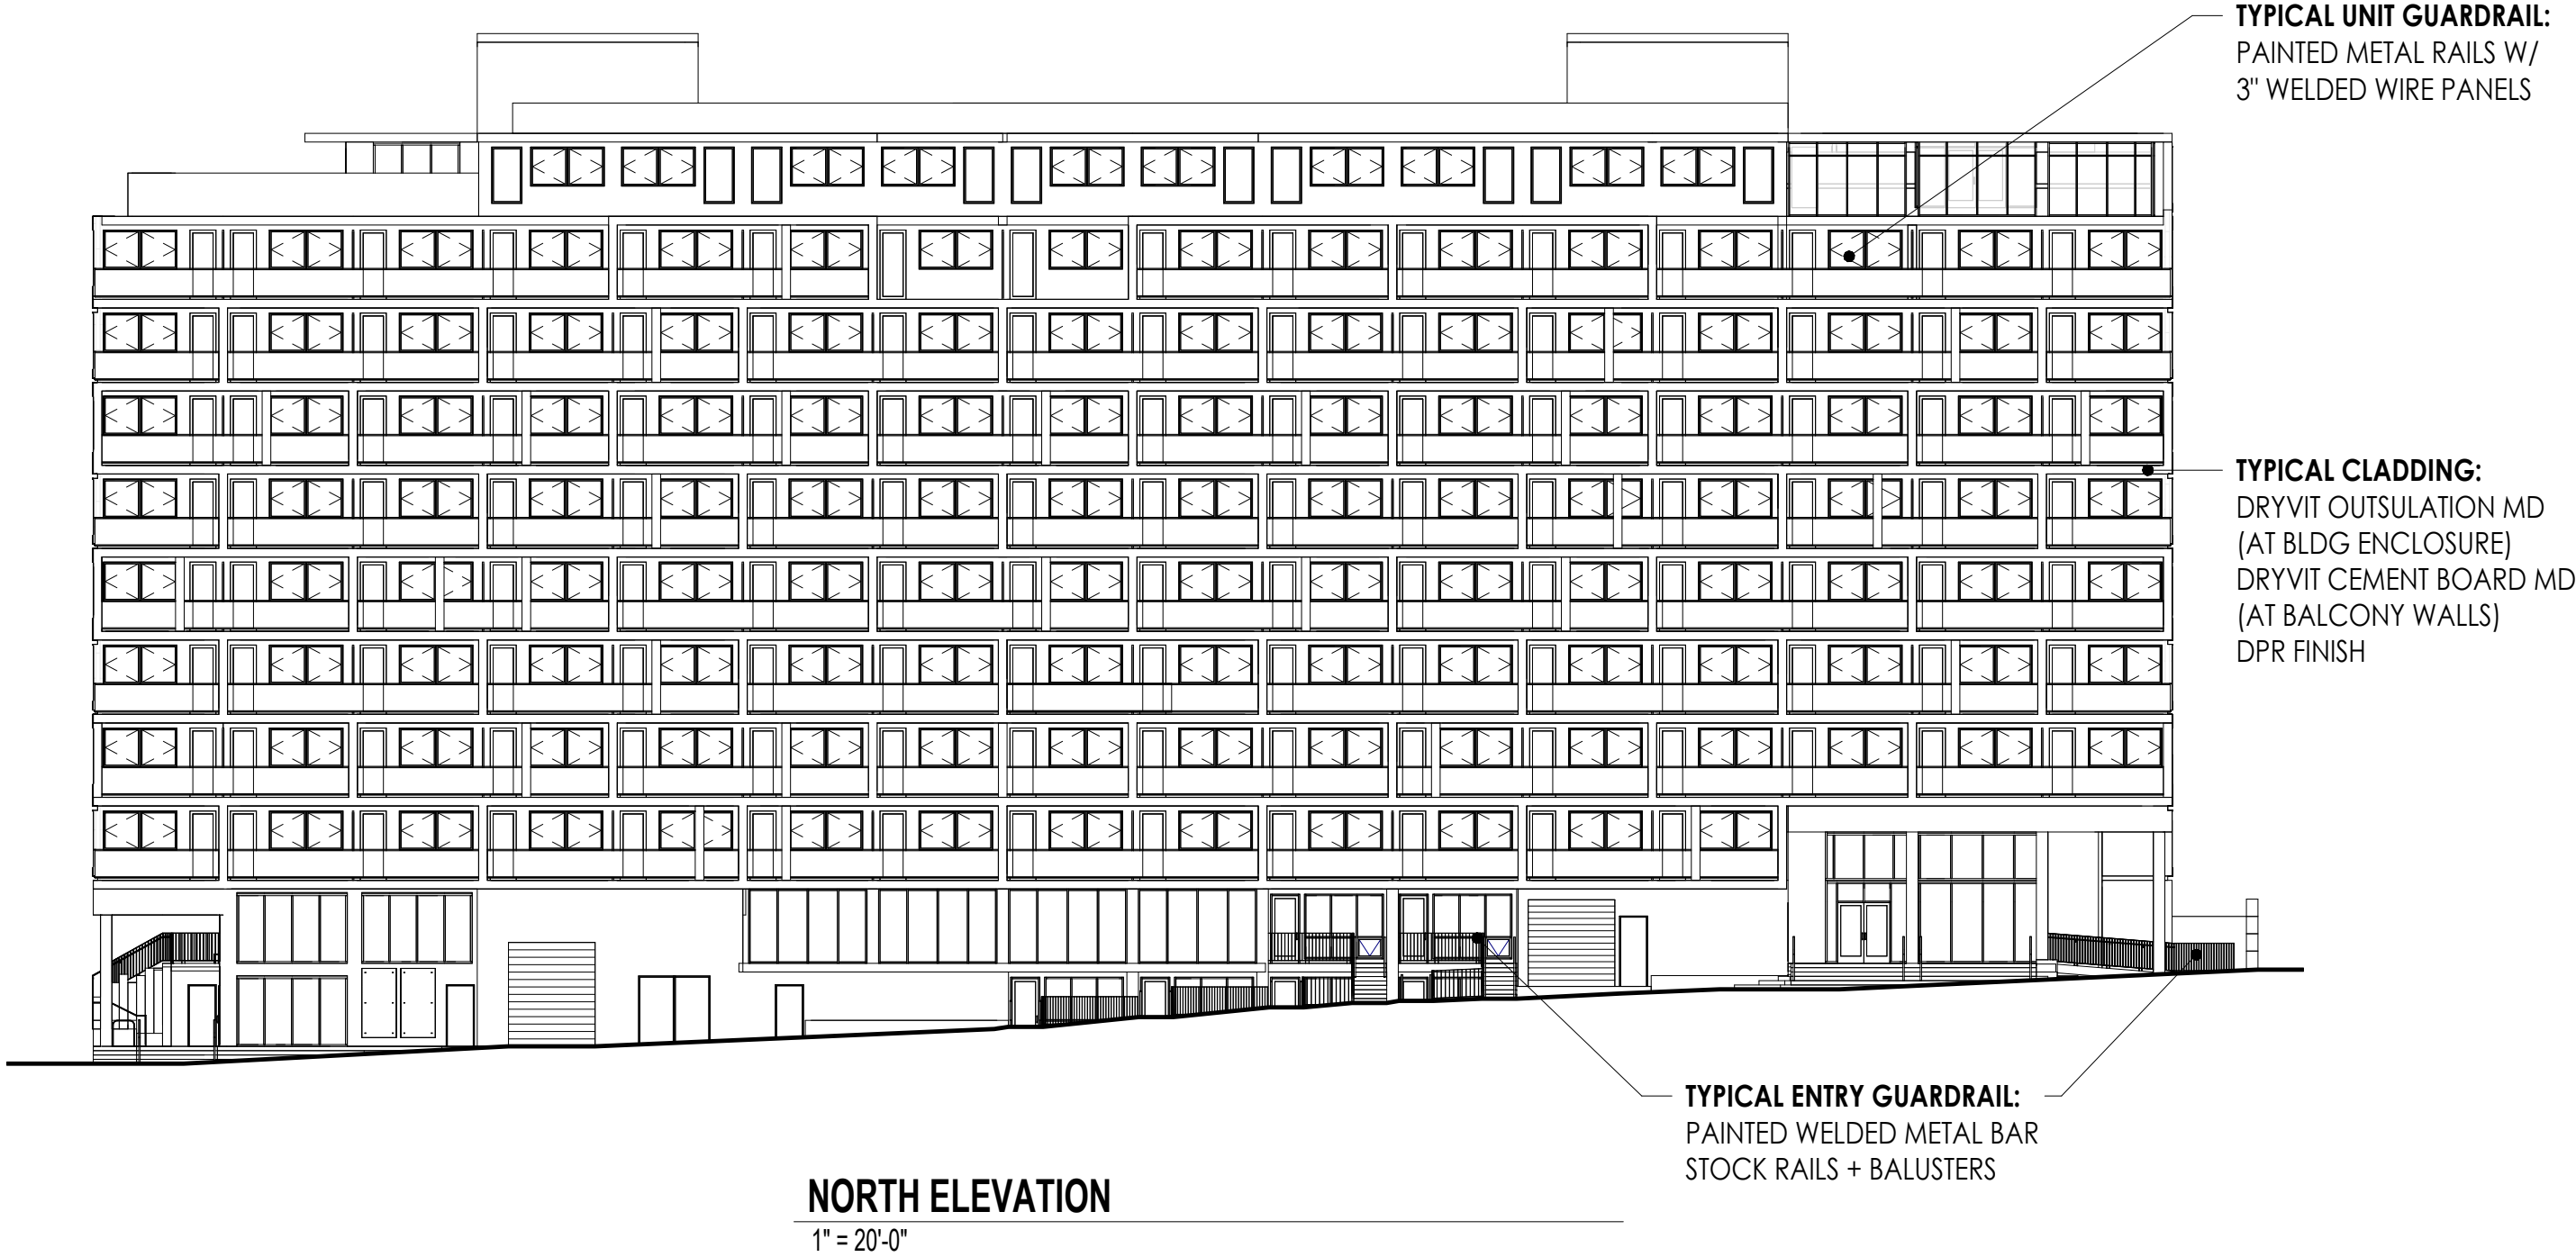 TYPICAL UNIT GUARDRAIL:
PAINTED METAL RAILS W/
3" WELDED WIRE PANELS
TYPICAL CLADDING:
DRYVIT OUTSULATION MD
(AT BLDG ENCLOSURE)
DRYVIT CEMENT BOARD MD
(AT BALCONY WALLS)
DPR FINISH
TYPICAL ENTRY GUARDRAIL:
PAINTED WELDED METAL BAR
STOCK RAILS + BALUSTERS
NORTH ELEVATION
1" = 20'-0"